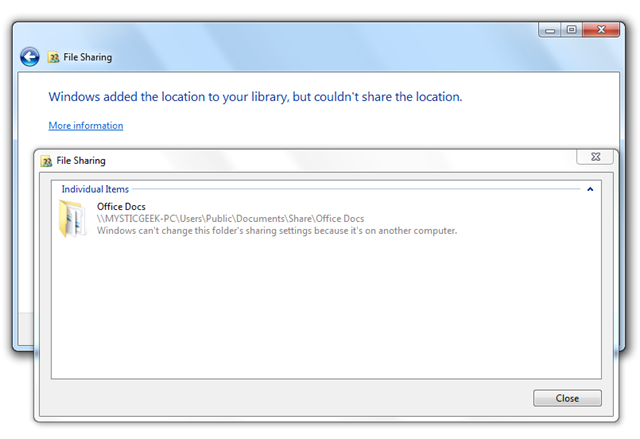 File Sharing
Windows added the location to your library, but couldn't share the location.
More information
File Sharing
Individual Items
Office Docs
\\MYSTICGEEK-PC\Users\Public\Documents\Share\Office Docs
Windows can't change this folder's sharing settings because it's on another computer.
Close